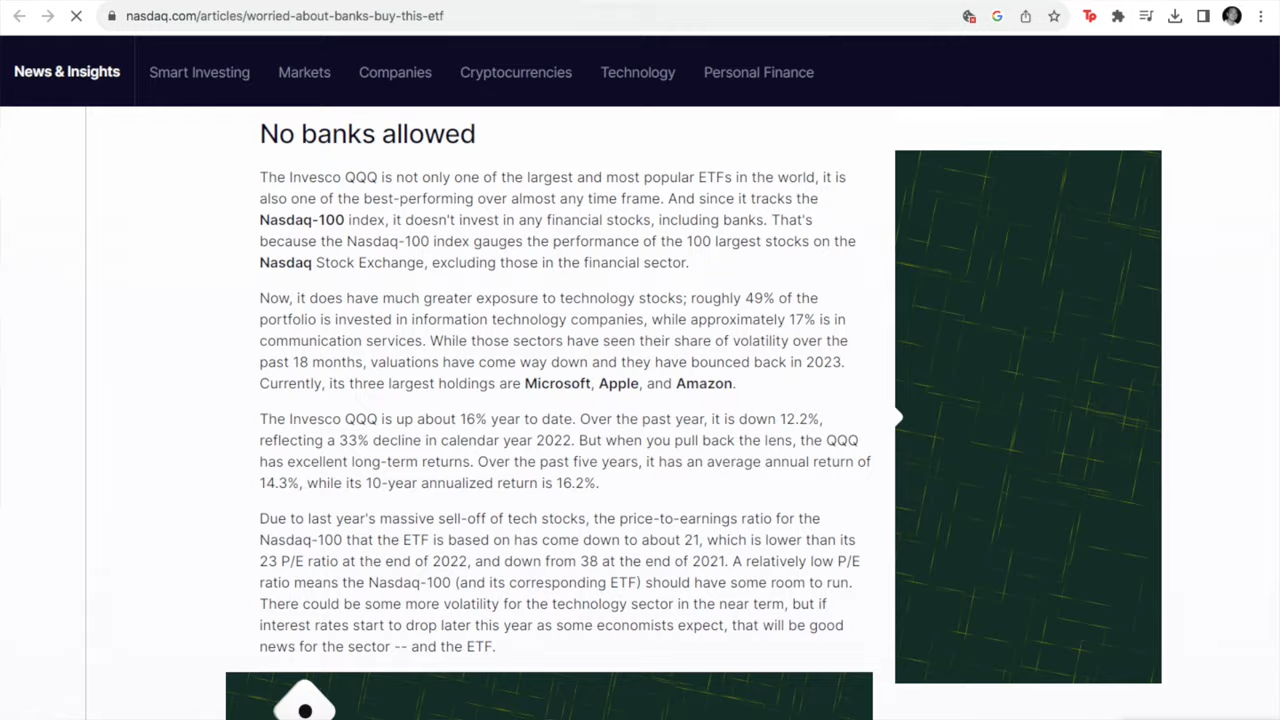 nasdaq.com/articles/worried-about-banks-buy-this-etf
News & Insights
Smart Investing
Markets
Companies
Cryptocurrencies
Technology
Personal Finance
No banks allowed
The Invesco QQQ is not only one of the largest and most popular ETFs in the world, it is
also one of the best-performing over almost any time frame. And since it tracks the
Nasdaq-100 index, it doesn't invest in any financial stocks, including banks. That's
because the Nasdaq-100 index gauges the performance of the 100 largest stocks on the
Nasdaq Stock Exchange, excluding those in the financial sector.
Now, it does have much greater exposure to technology stocks; roughly 49% of the
portfolio is invested in information technology companies, while approximately 17% is in
communication services. While those sectors have seen their share of volatility over the
past 18 months, valuations have come way down and they have bounced back in 2023.
Currently, its three largest holdings are Microsoft, Apple, and Amazon.
The Invesco QQQ is up about 16% year to date. Over the past year, it is down 12.2%,
reflecting a 33% decline in calendar year 2022. But when you pull back the lens, the QQQ
has excellent long-term returns. Over the past five years, it has an average annual return of
14.3%, while its 10-year annualized return is 16.2%.
Due to last year's massive sell-off of tech stocks, the price-to-earnings ratio for the
Nasdaq-100 that the ETF is based on has come down to about 21, which is lower than its
23 P/E ratio at the end of 2022, and down from 38 at the end of 2021. A relatively low P/E
ratio means the Nasdaq-100 (and its corresponding ETF) should have some room to run.
There could be some more volatility for the technology sector in the near term, but if
interest rates start to drop later this year as some economists expect, that will be good
news for the sector -- and the ETF.